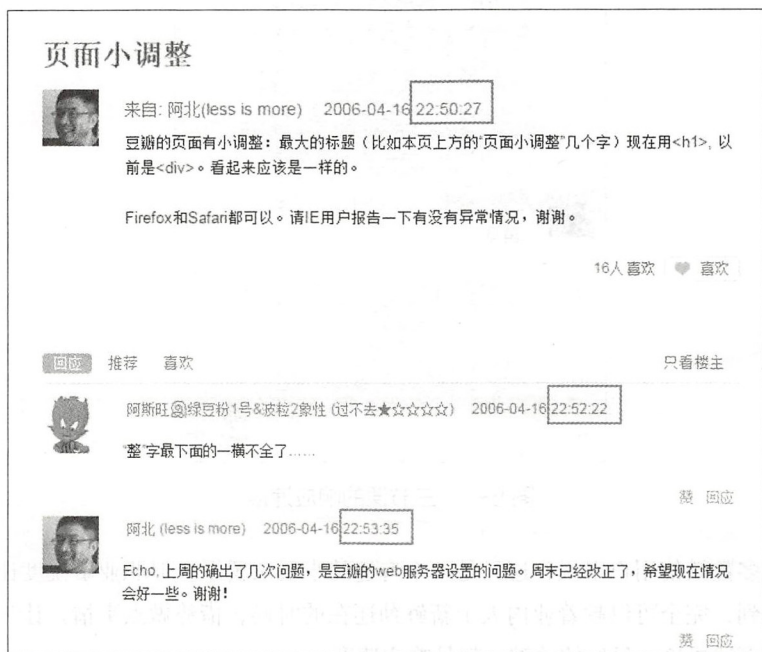 页面小调整
来自: 阿北(less is more) 2006-04-16 22:50:27
豆瓣的页面有小调整：最大的标题（比如本页上方的“页面小调整”几个字）现在用<h1>, 以
前是<div>。看起来应该是一样的。
Firefox和Safari都可以。请IE用户报告一下有没有异常情况，谢谢。
16人喜欢 喜欢
回应 推荐 喜欢 只看楼主
阿斯旺 绿豆粉1号&波粒2象性 (过不去★☆☆☆☆) 2006-04-16 22:52:22
“整”字最下面的一横不全了……
赞 回应
阿北 (less is more) 2006-04-16 22:53:35
Echo, 上周的确出了几次问题，是豆瓣的web服务器设置的问题。周末已经改正了，希望现在情况
会好一些。谢谢！
赞 回应